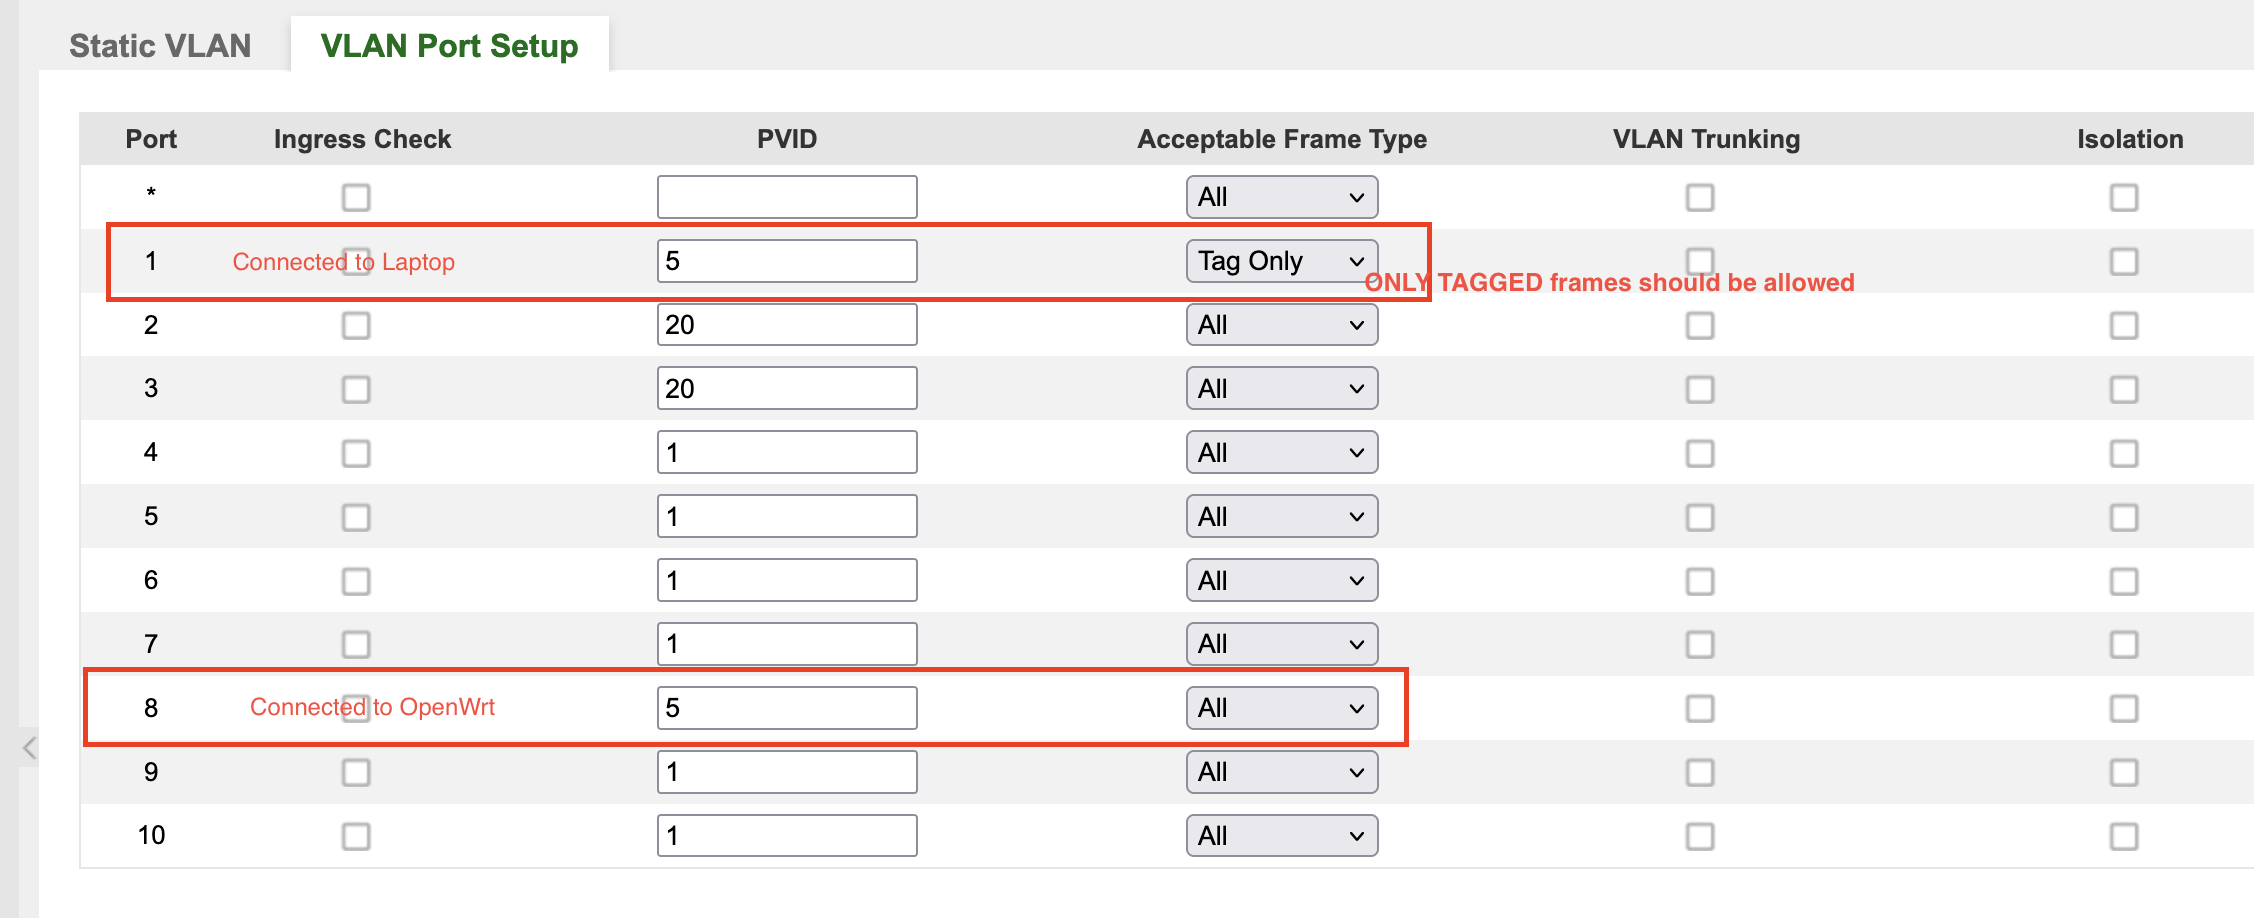 Static VLAN VLAN Port Setup
Port Ingress Check PVID Acceptable Frame Type VLAN Trunking Isolation
* All
1 Connected to Laptop 5 Tag Only
ONLY TAGGED frames should be allowed
2 20 All
3 20 All
4 1 All
5 1 All
6 1 All
7 1 All
8 Connected to OpenWrt 5 All
9 1 All
10 1 All